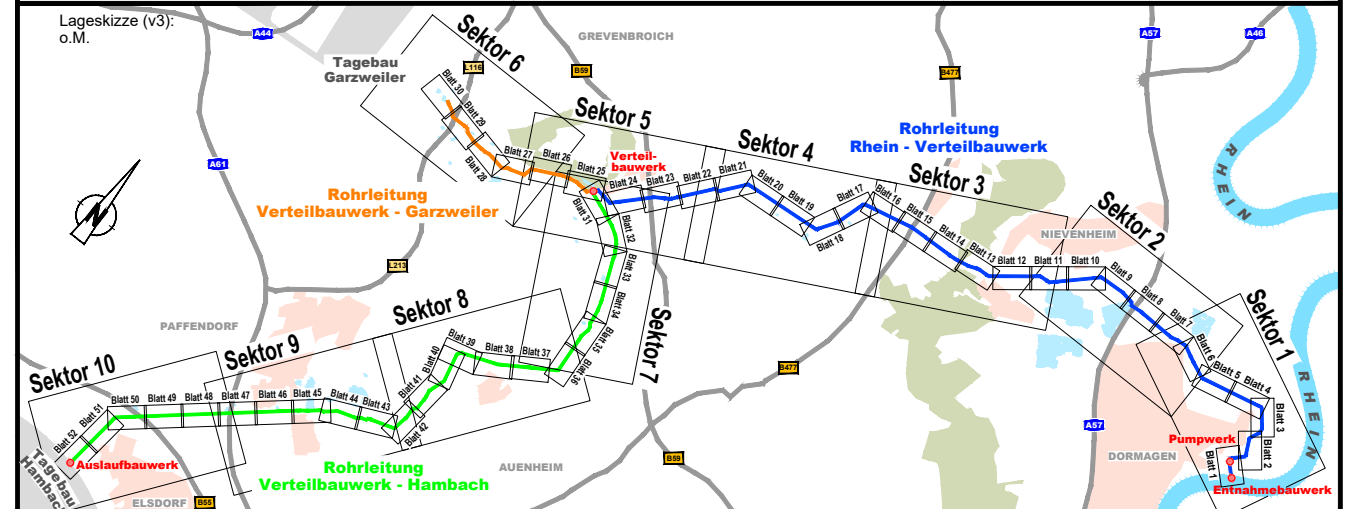 Lageskizze (v3):
o.M.
A44
Tagebau
Garzweiler
Sektor 6
L116
GREVENBROICH
B59
A57
A46
B477
Blatt 30
Blatt 29
Blatt 28
Blatt 27
Blatt 26
Blatt 25
Sektor 5
Verteil-
bauwerk
Sektor 4
Rohrleitung
Rhein - Verteilbauwerk
RHEIN
A61
Rohrleitung
Verteilbauwerk - Garzweiler
Blatt 24
Blatt 23
Blatt 22
Blatt 21
Blatt 20
Blatt 19
Blatt 18
Blatt 17
Blatt 16
Blatt 15
Blatt 14
Blatt 13
Sektor 3
Blatt 12
Blatt 11
Blatt 10
NIEVENHEIM
Sektor 2
Blatt 9
Blatt 8
Blatt 7
Blatt 6
Blatt 5
Blatt 4
Blatt 3
Blatt 2
Blatt 1
Sektor 1
RHEIN
N
L213
Blatt 31
Blatt 32
Blatt 33
Blatt 34
Blatt 35
Blatt 36
Sektor 7
PAFFENDORF
Sektor 8
Blatt 37
Blatt 38
Blatt 39
Blatt 40
Blatt 41
Blatt 42
Sektor 9
Blatt 43
Blatt 44
Blatt 45
Blatt 46
Blatt 47
Blatt 48
Blatt 49
Blatt 50
Blatt 51
Blatt 52
Sektor 10
B477
A57
Pumpwerk
DORMAGEN
Entnahmebauwerk
Auslaufbauwerk
Tagebau
Hambach
Rohrleitung
Verteilbauwerk - Hambach
AUENHEIM
B59
ELSDORF
B55